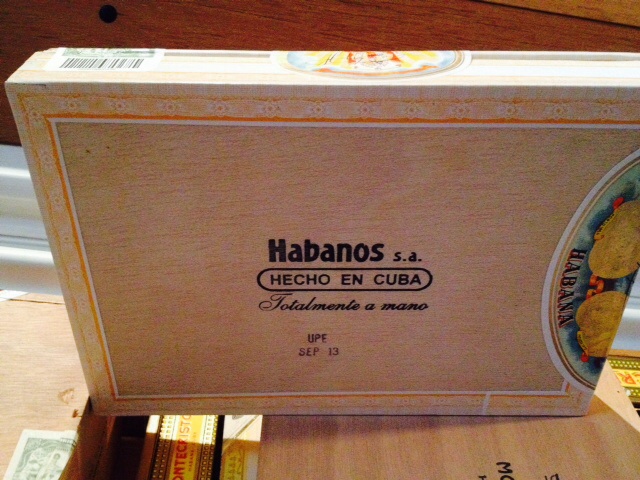 Habanos s.a.
HECHO EN CUBA
Totalmente a mano
UPE
SEP 13
HABANA